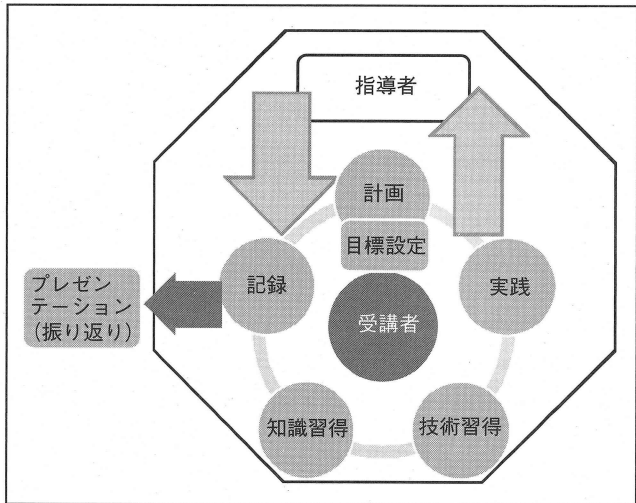 指導者
計画
目標設定
記録
実践
受講者
プレゼン
テーション
(振り返り)
知識習得
技術習得